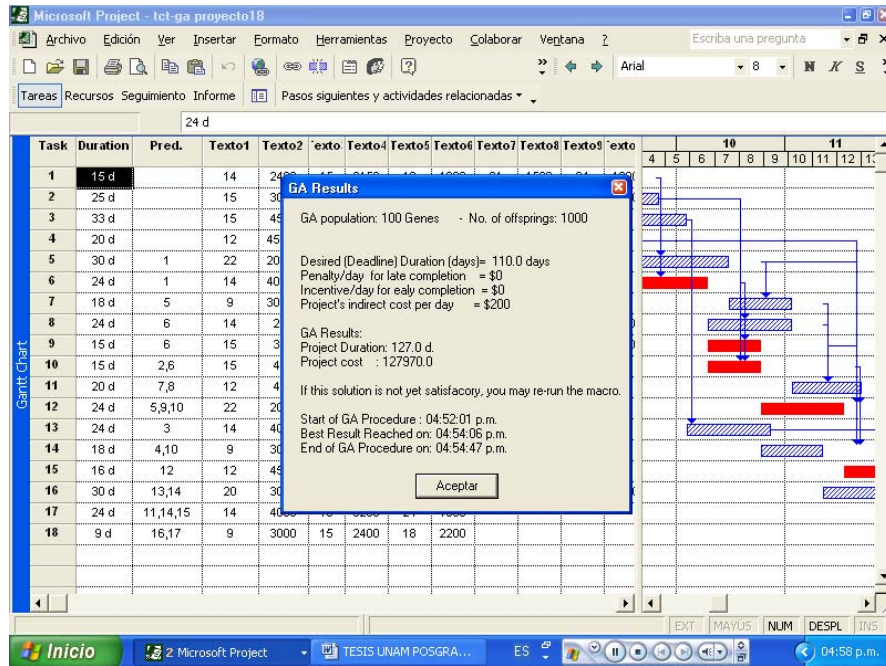 Microsoft Project - tct-ga proyecto18
Archivo Edición Ver Insertar Formato Herramientas Proyecto Colaborar Ventana ? Escriba una pregunta
Arial 8 N K S
Tareas Recursos Seguimiento Informe Pasos siguientes y actividades relacionadas
24 d
Task Duration Pred. Texto1 Texto2 exto Texto4 Texto5 Texto6 Texto7 Texto8 Texto9 exto 10 11
4 5 6 7 8 9 10 11 12
1 15 d 14
2 25 d 15
3 33 d 15
4 20 d 12
5 30 d 1 22
6 24 d 1 14
7 18 d 5 9
8 24 d 6 14
9 15 d 6 15
10 15 d 2,6 15
11 20 d 7,8 12
12 24 d 5,9,10 22
13 24 d 3 14
14 18 d 4,10 9
15 16 d 12 12
16 30 d 13,14 20
17 24 d 11,14,15 14
18 9 d 16,17 9 3000 15 2400 18 2200
Gantt Chart
GA Results
GA population: 100 Genes - No. of offsprings: 1000
Desired (Deadline) Duration (days)= 110.0 days
Penalty/day for late completion = $0
Incentive/day for ealy completion = $0
Project's indirect cost per day = $200
GA Results:
Project Duration: 127.0 d.
Project cost : 127970.0
If this solution is not yet satisfacory, you may re-run the macro.
Start of GA Procedure : 04:52:01 p.m.
Best Result Reached on: 04:54:06 p.m.
End of GA Procedure on: 04:54:47 p.m.
Aceptar
EXT MAYÚS NUM DESPL INS
Inicio 2 Microsoft Project TESIS UNAM POSGRA... ES 04:58 p.m.